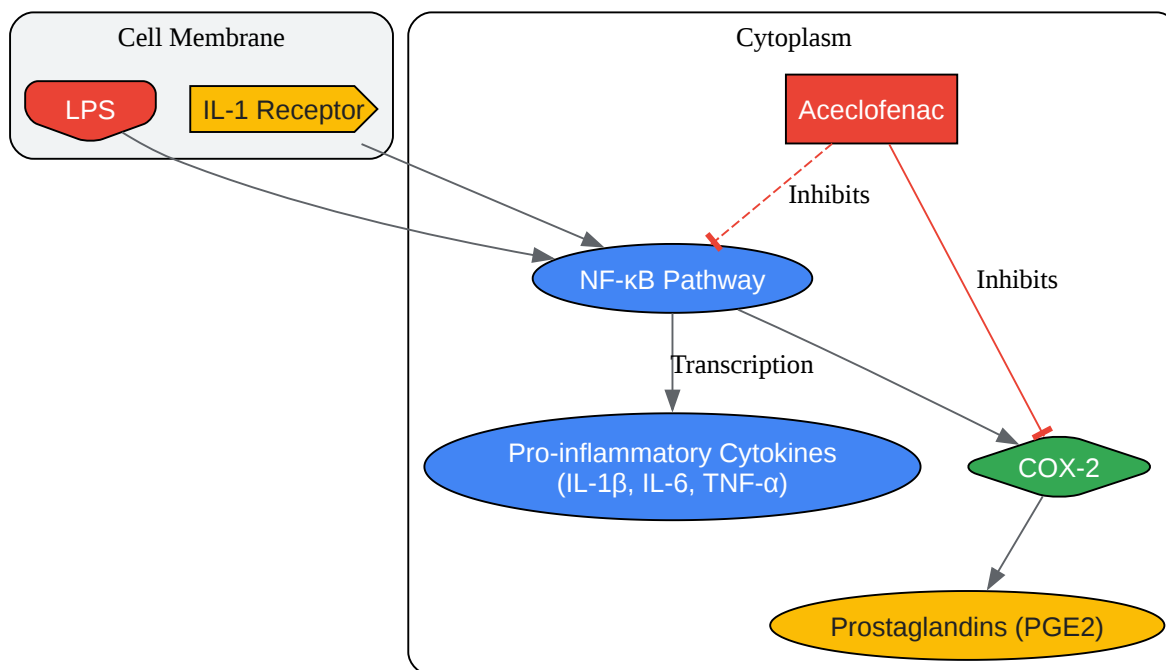 Cell Membrane
LPS
IL-1 Receptor
Cytoplasm
Aceclofenac
Inhibits
NF-κB Pathway
Inhibits
Transcription
Pro-inflammatory Cytokines
(IL-1β, IL-6, TNF-α)
COX-2
Prostaglandins (PGE2)